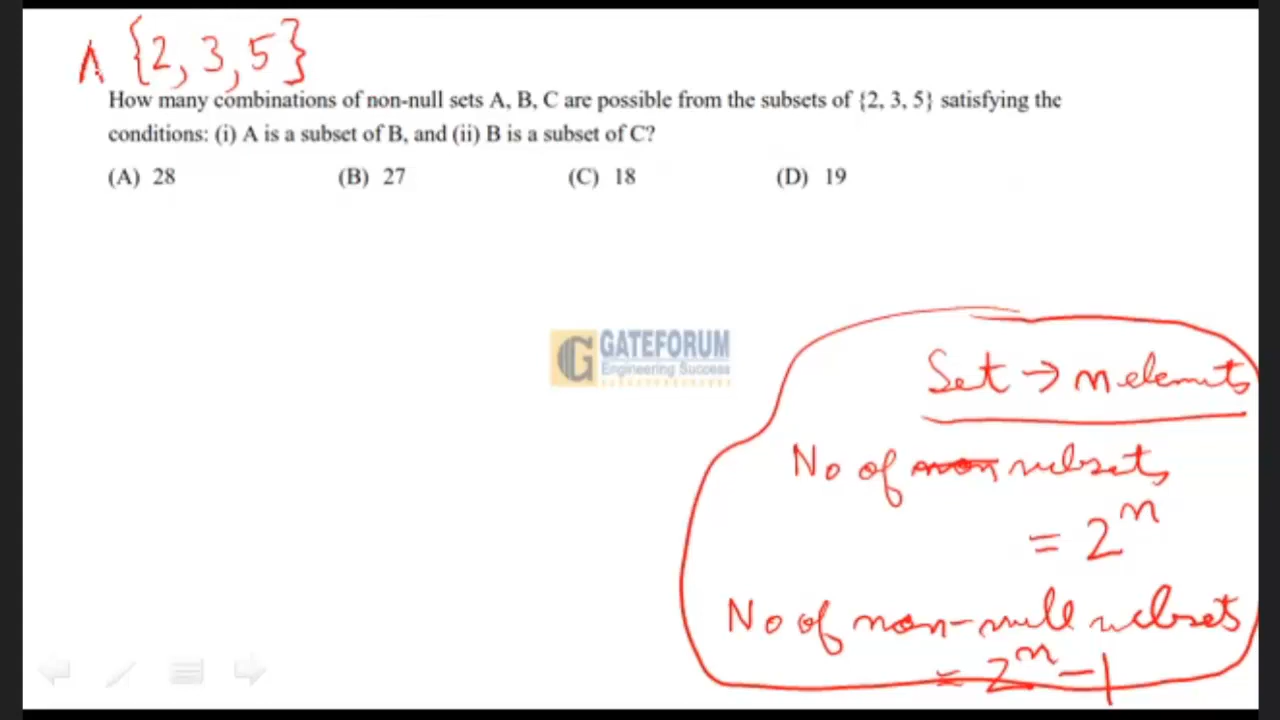 A {2, 3, 5}
How many combinations of non-null sets A, B, C are possible from the subsets of {2, 3, 5} satisfying the
conditions: (i) A is a subset of B, and (ii) B is a subset of C?
(A) 28 (B) 27 (C) 18 (D) 19
GATEFORUM
Engineering Success
Set → n elements
No of non subsets
= 2^n
No of non-null subsets
= 2^n - 1